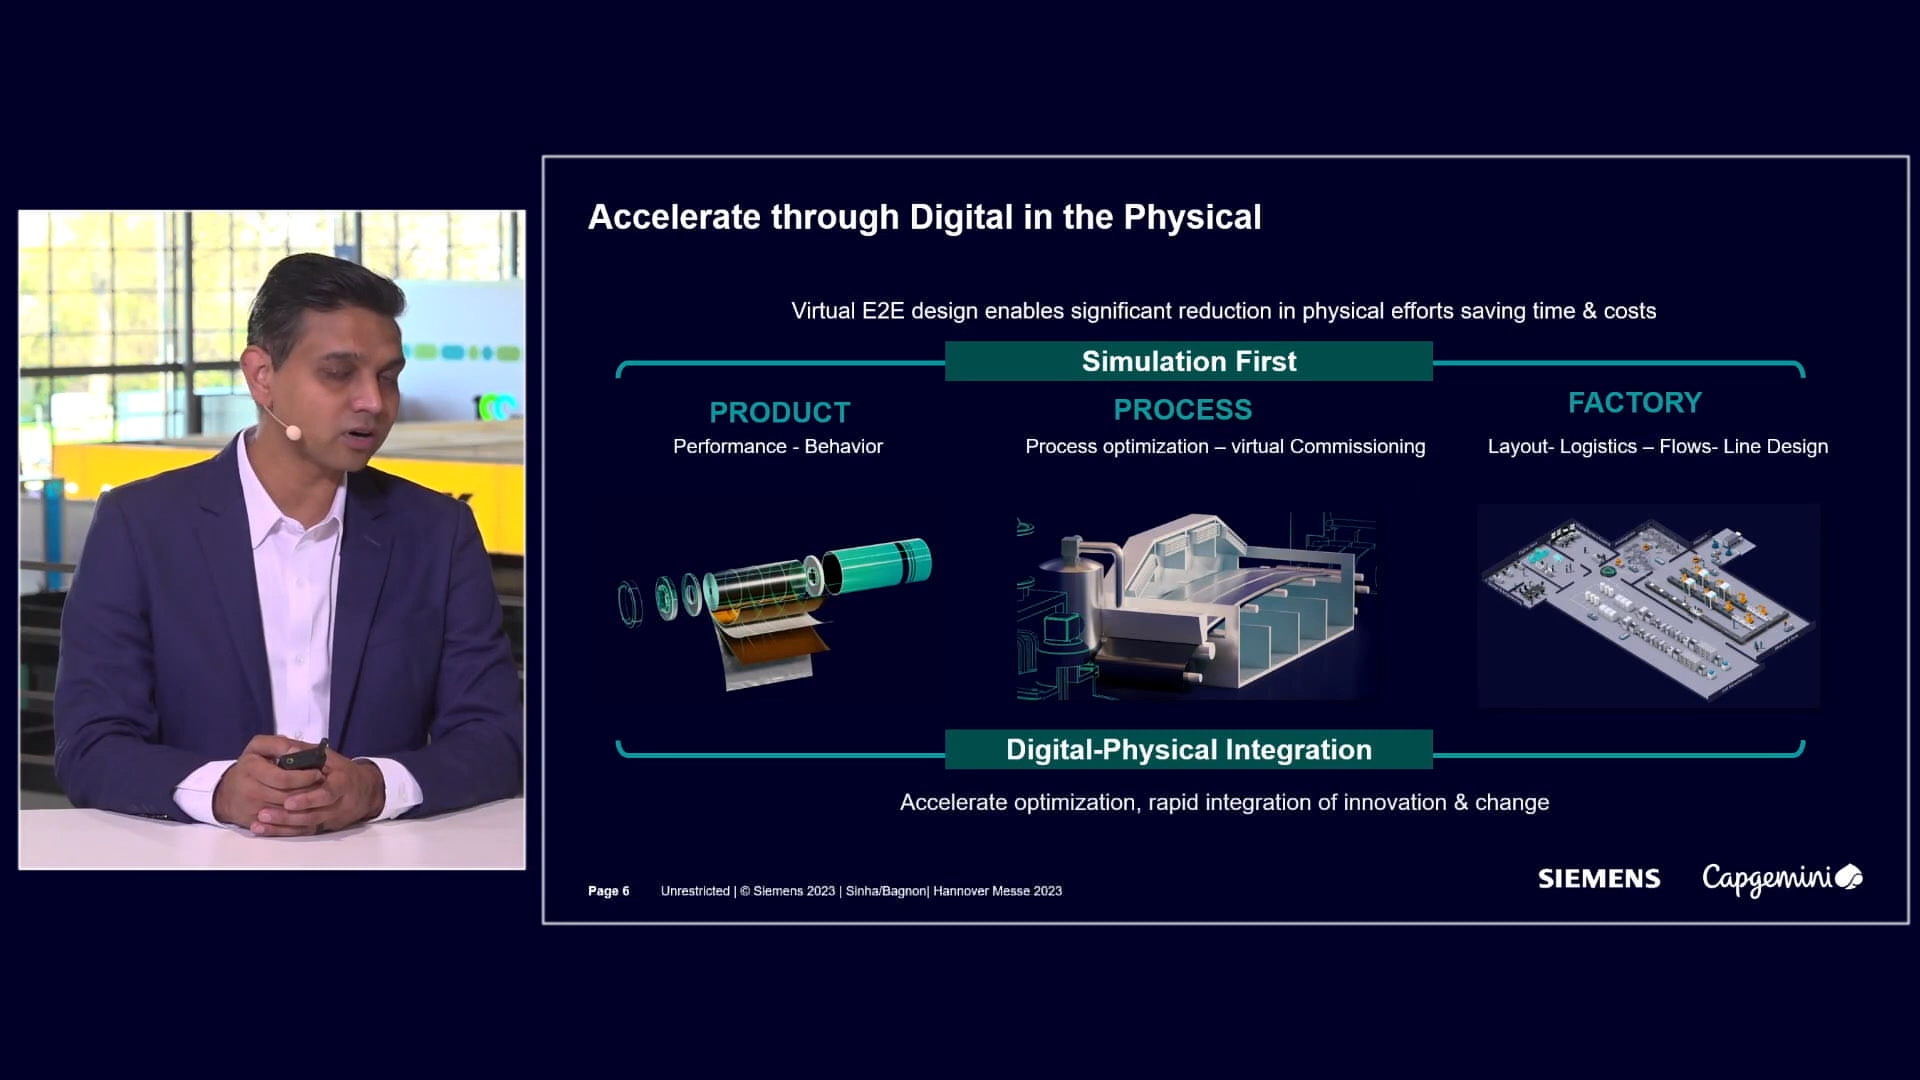 Accelerate through Digital in the Physical
Virtual E2E design enables significant reduction in physical efforts saving time & costs
Simulation First
PRODUCT
Performance - Behavior
PROCESS
Process optimization – virtual Commissioning
FACTORY
Layout- Logistics – Flows- Line Design
Digital-Physical Integration
Accelerate optimization, rapid integration of innovation & change
Page 6
Unrestricted | © Siemens 2023 | Sinha/Bagnon| Hannover Messe 2023
SIEMENS
Capgemini